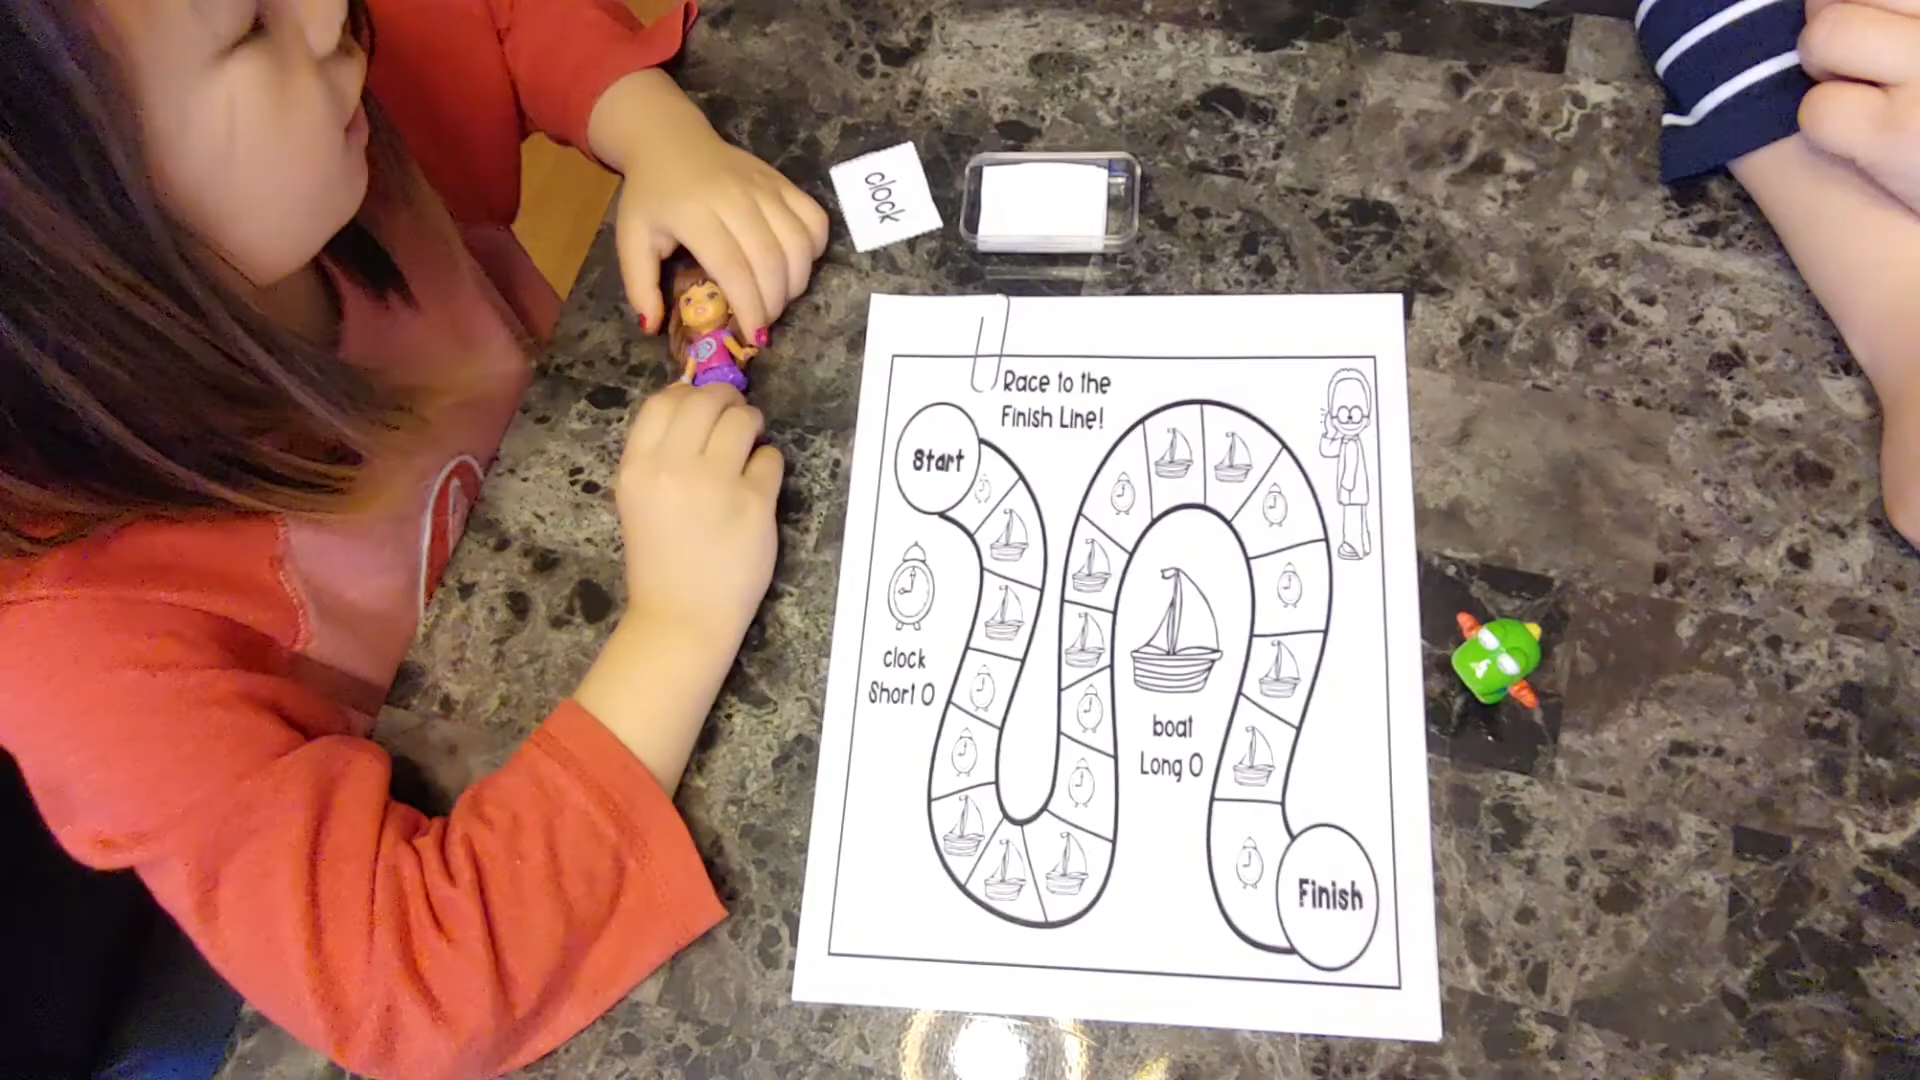 clock
Race to the
Finish Line!
Start
clock
Short O
boat
Long O
Finish